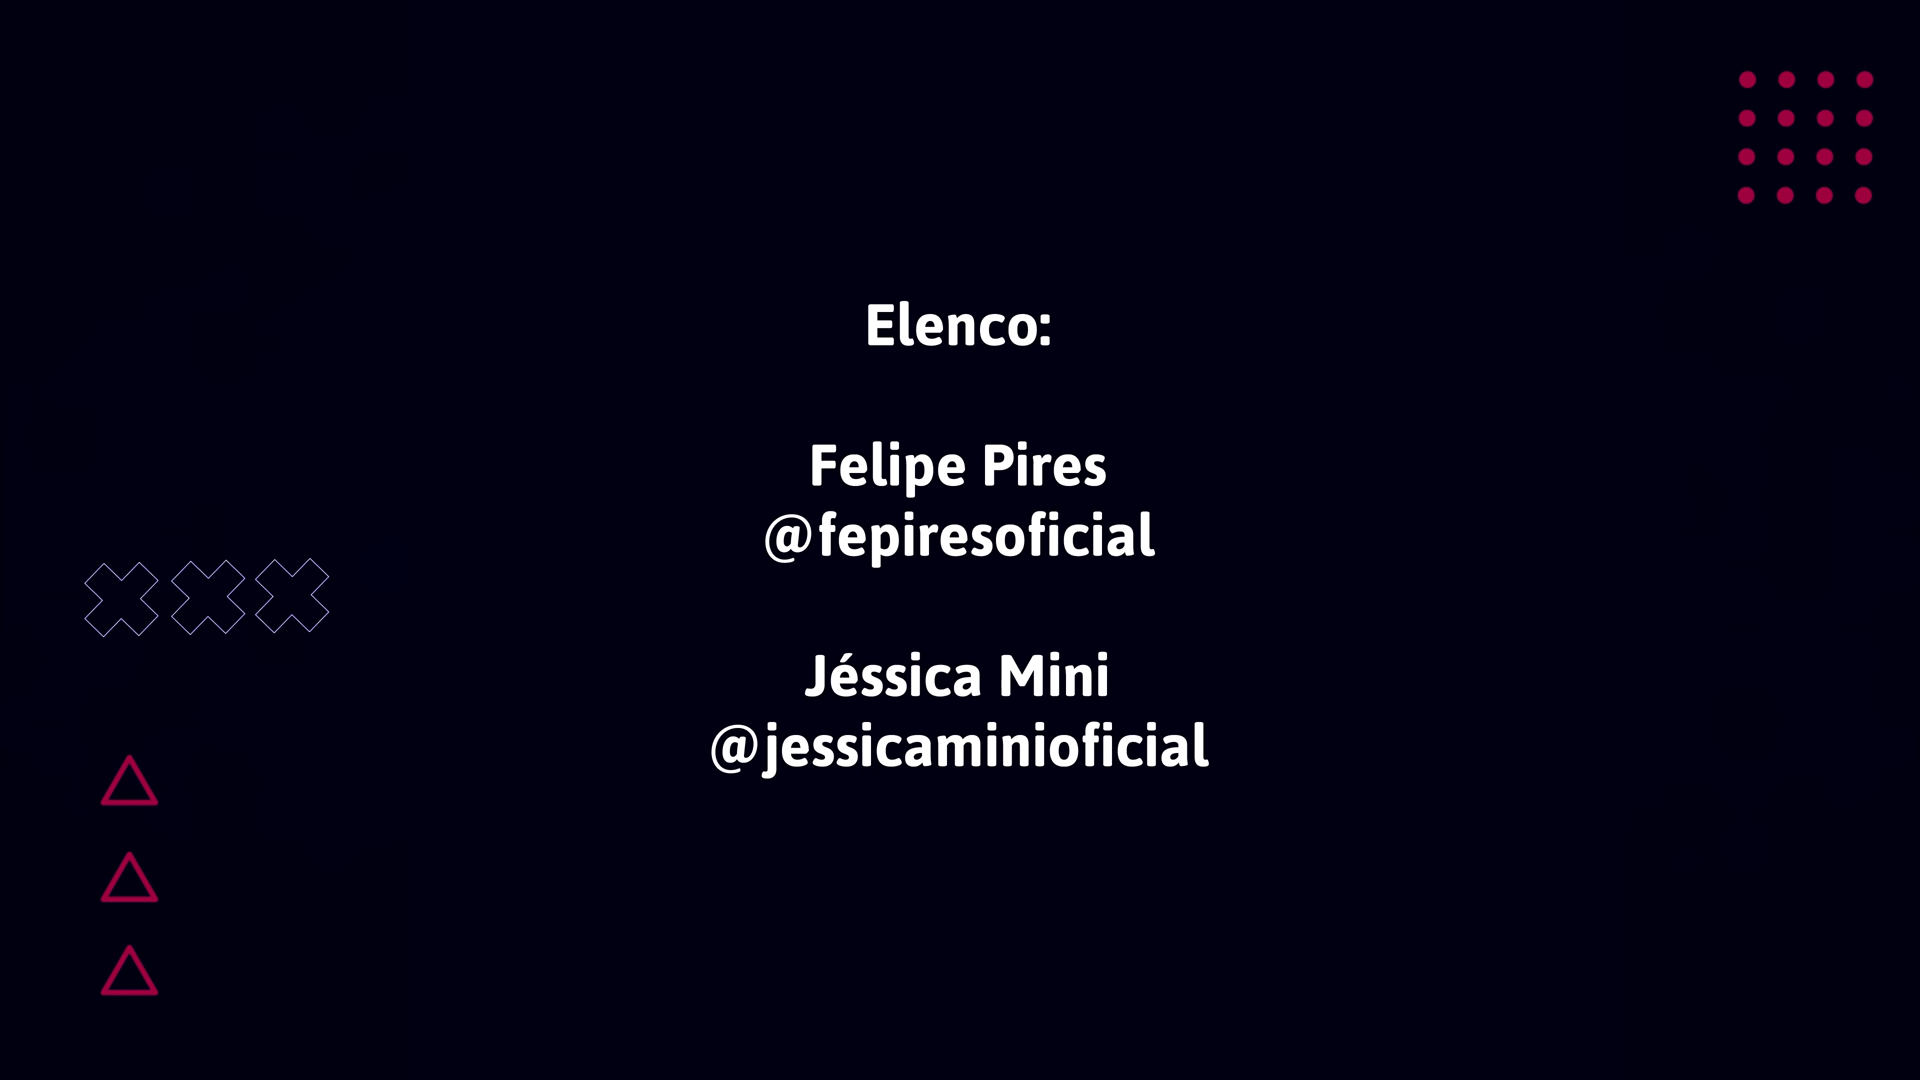 Elenco:
Felipe Pires
@fepiresoficial
Jéssica Mini
@jessicaminioficial